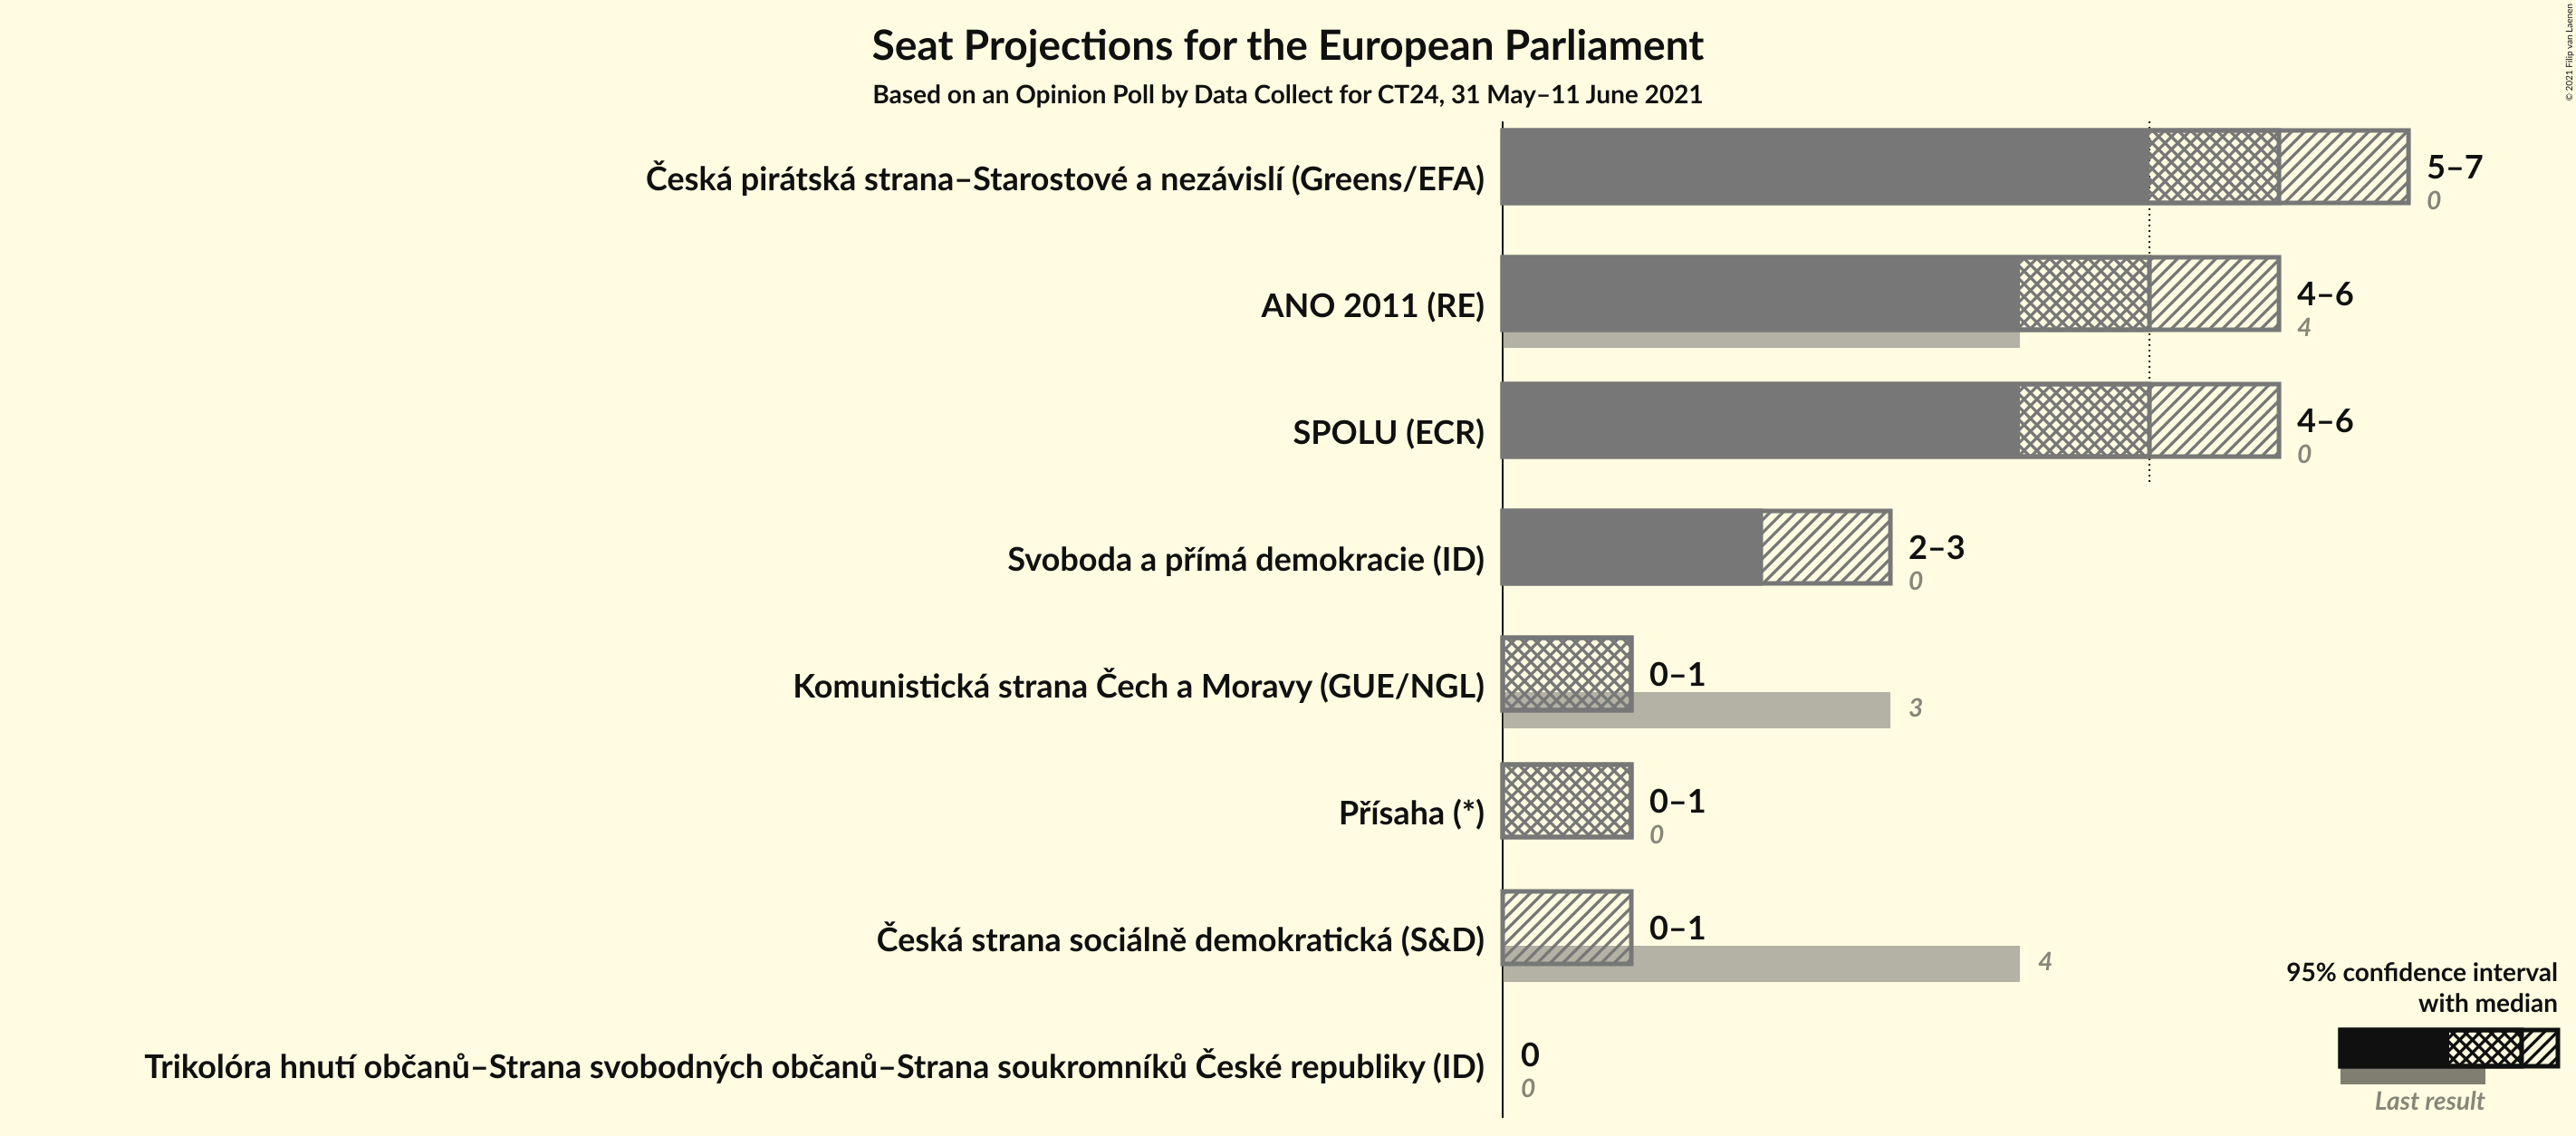 Seat Projections for the European Parliament
Based on an Opinion Poll by Data Collect for CT24, 31 May–11 June 2021
© 2021 Filip van Laenen
Česká pirátská strana–Starostové a nezávislí (Greens/EFA)
5–7
0
ANO 2011 (RE)
4–6
4
SPOLU (ECR)
4–6
0
Svoboda a přímá demokracie (ID)
2–3
0
Komunistická strana Čech a Moravy (GUE/NGL)
0–1
3
Přísaha (*)
0–1
0
Česká strana sociálně demokratická (S&D)
0–1
4
Trikolóra hnutí občanů–Strana svobodných občanů–Strana soukromníků České republiky (ID)
0
0
95% confidence interval
with median
Last result